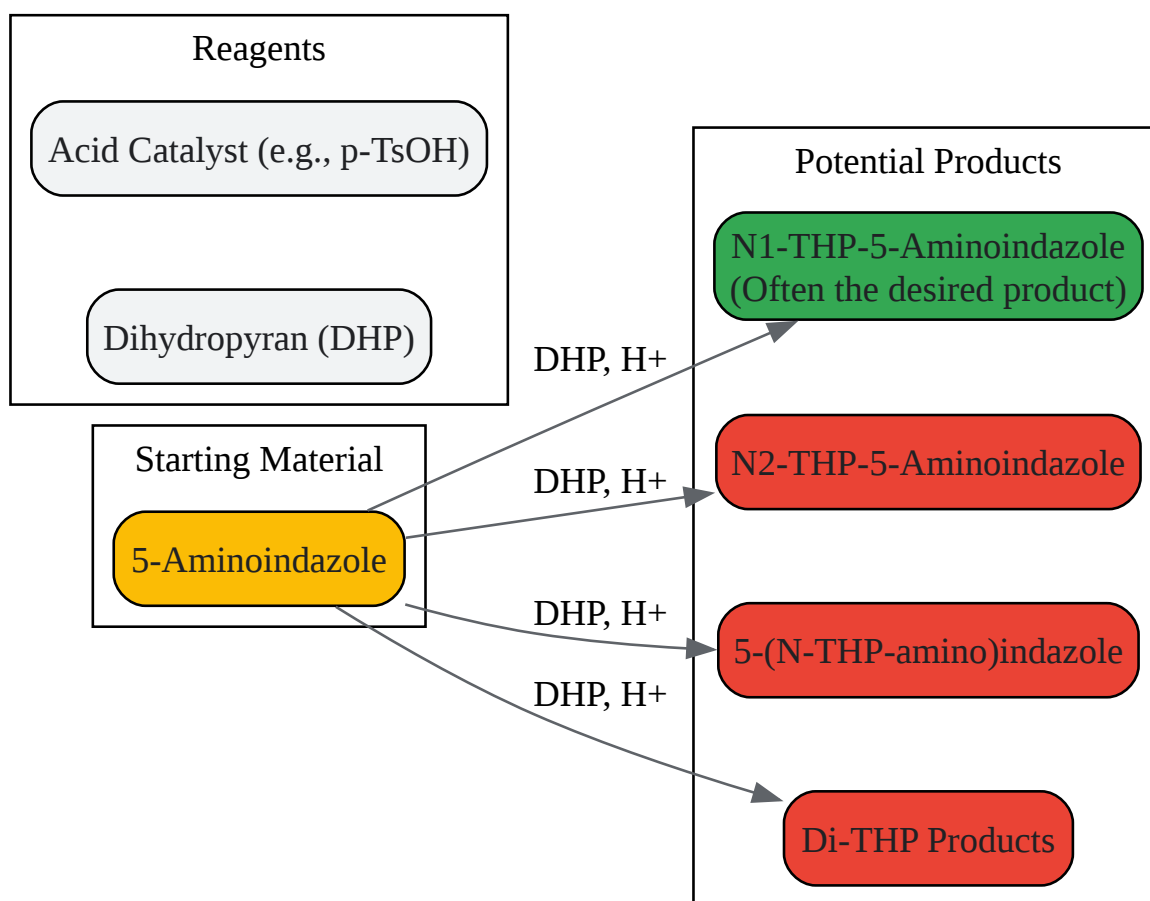 Reagents
Acid Catalyst (e.g., p-TsOH)
Dihydropyran (DHP)
Starting Material
5-Aminoindazole
DHP, H+
DHP, H+
DHP, H+
DHP, H+
Potential Products
N1-THP-5-Aminoindazole
(Often the desired product)
N2-THP-5-Aminoindazole
5-(N-THP-amino)indazole
Di-THP Products